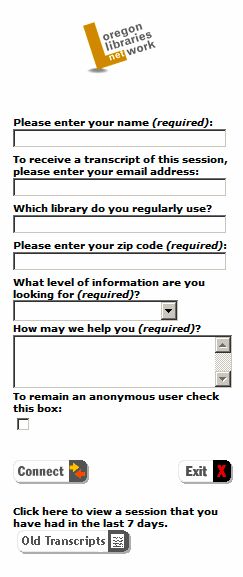 oregon
libraries
network
Please enter your name (required):
To receive a transcript of this session,
please enter your email address:
Which library do you regularly use?
Please enter your zip code (required):
What level of information are you
looking for (required)?
How may we help you (required)?
To remain an anonymous user check
this box:
Connect
Exit X
Click here to view a session that you
have had in the last 7 days.
Old Transcripts